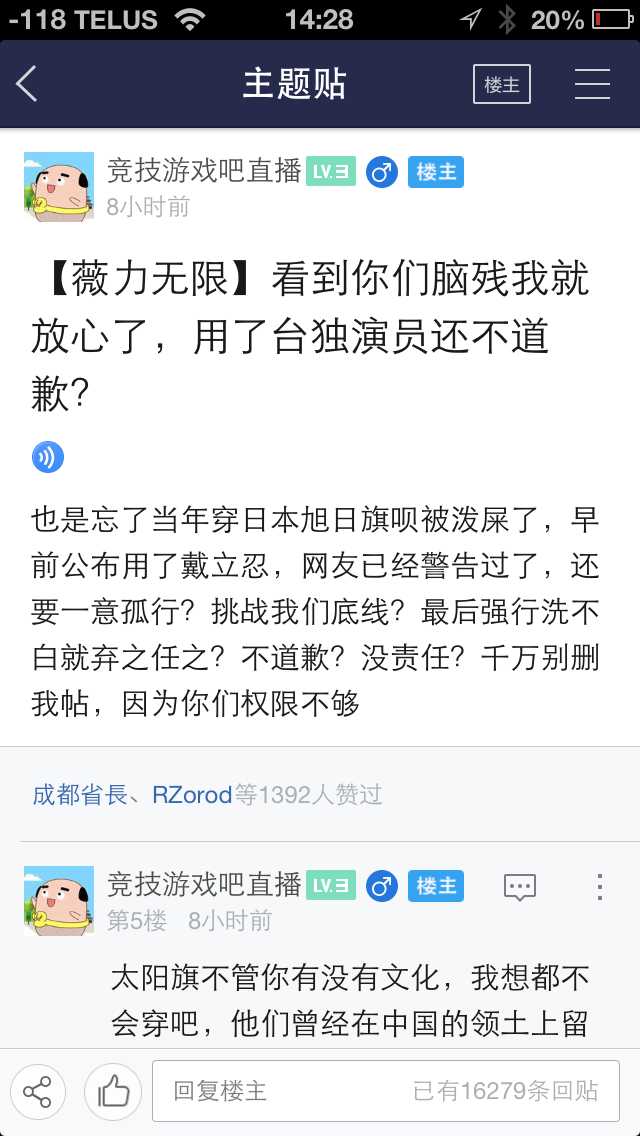 -118 TELUS 14:28 20%
主题贴 楼主
竞技游戏吧直播 LV.3 楼主
8小时前
【薇力无限】看到你们脑残我就
放心了，用了台独演员还不道
歉？
也是忘了当年穿日本旭日旗呗被泼屎了，早
前公布用了戴立忍，网友已经警告过了，还
要一意孤行？挑战我们底线？最后强行洗不
白就弃之任之？不道歉？没责任？千万别删
我帖，因为你们权限不够
成都省長、RZorod等1392人赞过
竞技游戏吧直播 LV.3 楼主
第5楼 8小时前
太阳旗不管你有没有文化，我想都不
会穿吧，他们曾经在中国的领土上留
回复楼主 已有16279条回贴